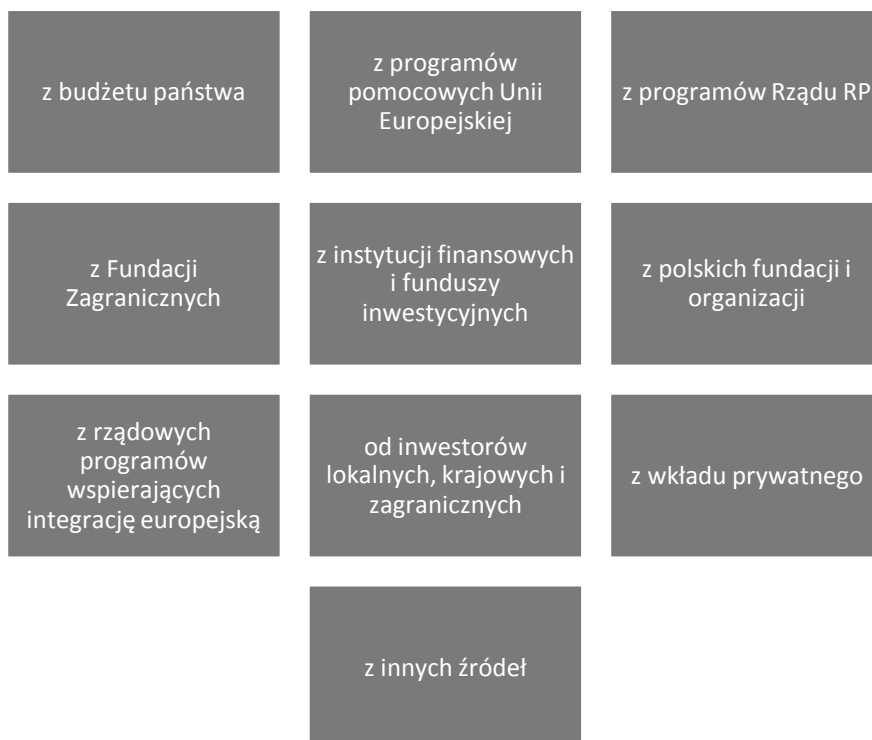 z budżetu państwa
z programów
pomocowych Unii
Europejskiej
z programów Rządu RP
z Fundacji
Zagranicznych
z instytucji finansowych
i funduszy
inwestycyjnych
z polskich fundacji i
organizacji
z rządowych
programów
wspierających
integrację europejską
od inwestorów
lokalnych, krajowych i
zagranicznych
z wkładu prywatnego
z innych źródeł